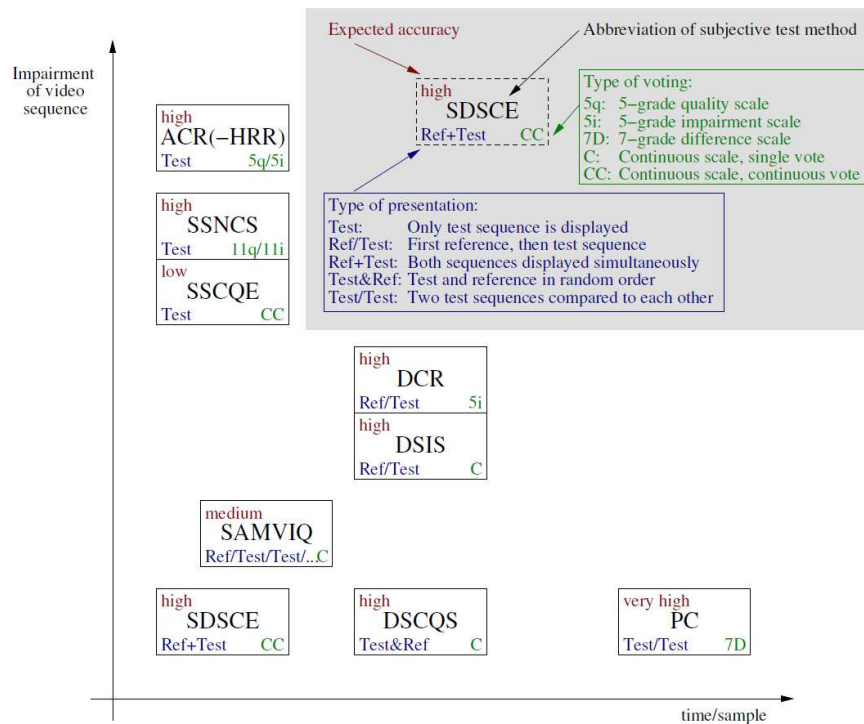 Expected accuracy
Abbreviation of subjective test method
Impairment
of video
sequence
high
SDSCE
Ref+Test CC
Type of voting:
5q: 5−grade quality scale
5i: 5−grade impairment scale
7D: 7−grade difference scale
C: Continuous scale, single vote
CC: Continuous scale, continuous vote
high
ACR(−HRR)
Test 5q/5i
Type of presentation:
Test: Only test sequence is displayed
Ref/Test: First reference, then test sequence
Ref+Test: Both sequences displayed simultaneously
Test&Ref: Test and reference in random order
Test/Test: Two test sequences compared to each other
high
SSNCS
Test 11q/11i
low
SSCQE
Test CC
high
DCR
Ref/Test 5i
high
DSIS
Ref/Test C
medium
SAMVIQ
Ref/Test/Test/...C
high
SDSCE
Ref+Test CC
high
DSCQS
Test&Ref C
very high
PC
Test/Test 7D
time/sample